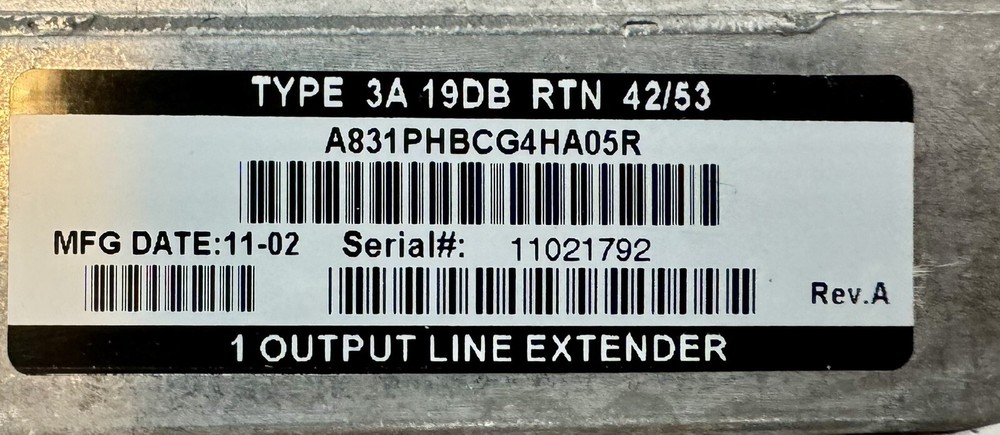 TYPE 3A 19DB RTN 42/53
A831PHBCG4HA05R
MFG DATE:11-02 Serial#: 11021792
Rev.A
1 OUTPUT LINE EXTENDER